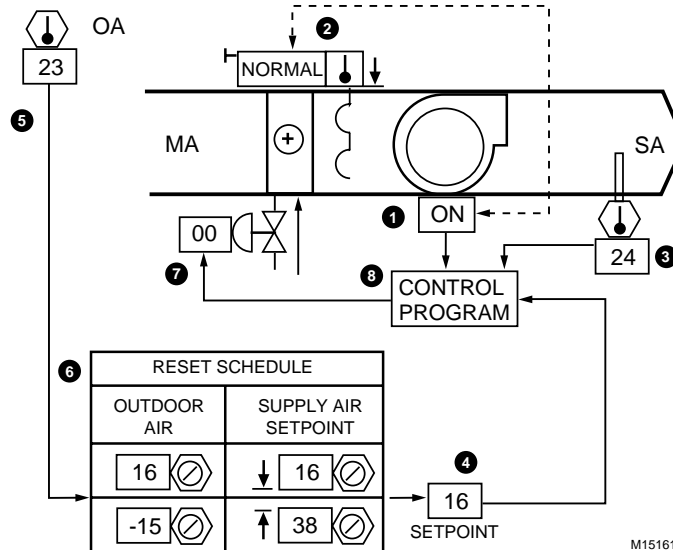 OA
2
23
NORMAL
5
MA
SA
1
ON
00
3
24
7
8
CONTROL
PROGRAM
6
RESET SCHEDULE
OUTDOOR
AIR
SUPPLY AIR
SETPOINT
4
16
16
16
-15
38
SETPOINT
M15161